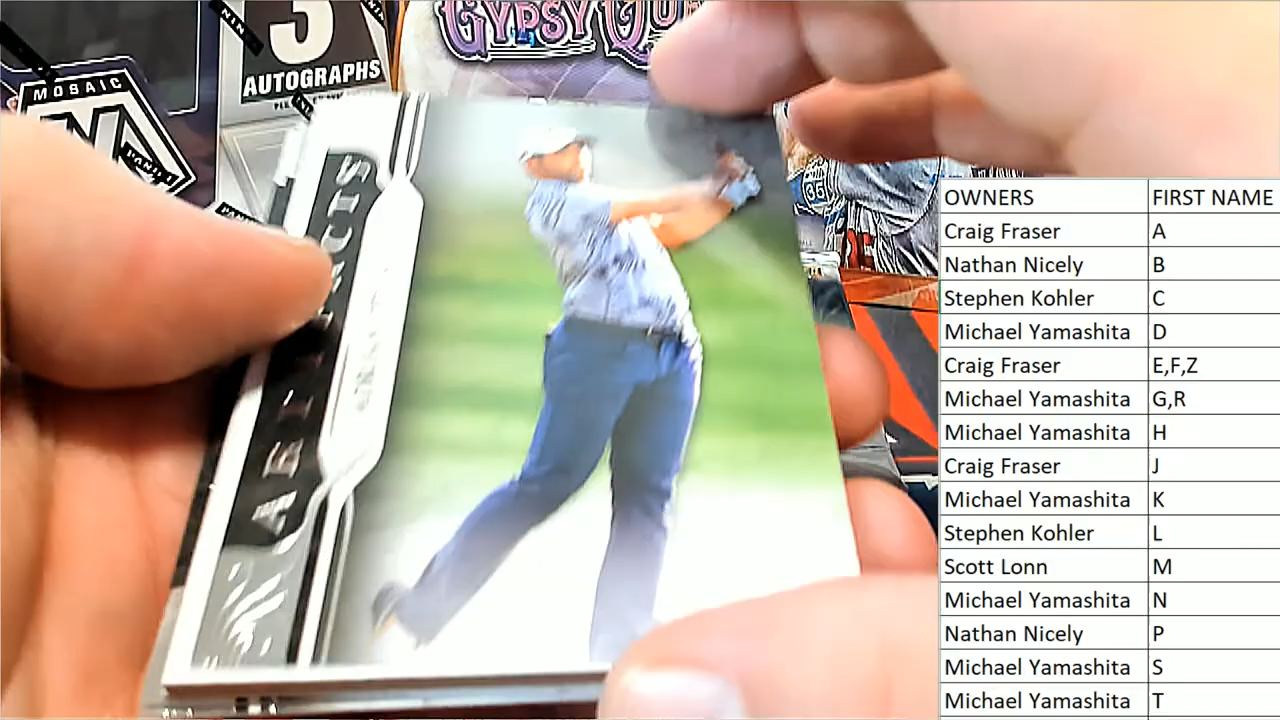 GYPSY QU
3
AUTOGRAPHS
MOSAIC
PANINI
35
OWNERS FIRST NAME
Craig Fraser A
Nathan Nicely B
Stephen Kohler C
Michael Yamashita D
Craig Fraser E,F,Z
Michael Yamashita G,R
Michael Yamashita H
Craig Fraser J
Michael Yamashita K
Stephen Kohler L
Scott Lonn M
Michael Yamashita N
Nathan Nicely P
Michael Yamashita S
Michael Yamashita T